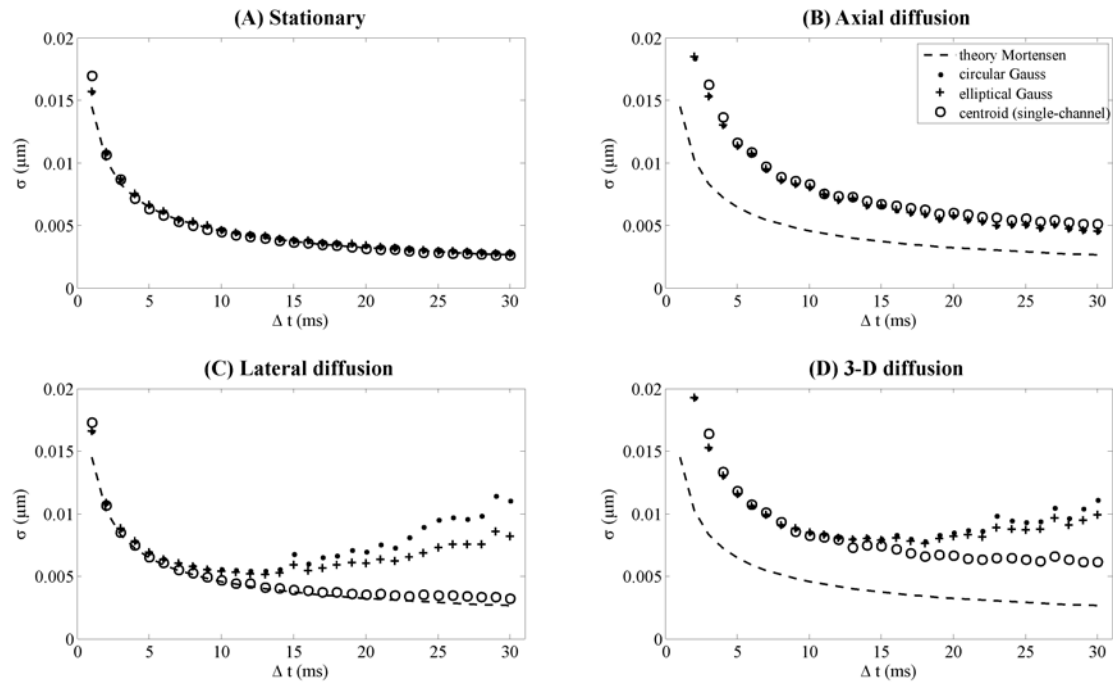 (A) Stationary
0.02
0.015
0.01
0.005
0
σ (μm)
5 10 15 20 25 30
Δ t (ms)
(B) Axial diffusion
0.02
0.015
0.01
0.005
0
σ (μm)
theory Mortensen
circular Gauss
elliptical Gauss
centroid (single-channel)
5 10 15 20 25 30
Δ t (ms)
(C) Lateral diffusion
0.02
0.015
0.01
0.005
0
σ (μm)
5 10 15 20 25 30
Δ t (ms)
(D) 3-D diffusion
0.02
0.015
0.01
0.005
0
σ (μm)
5 10 15 20 25 30
Δ t (ms)